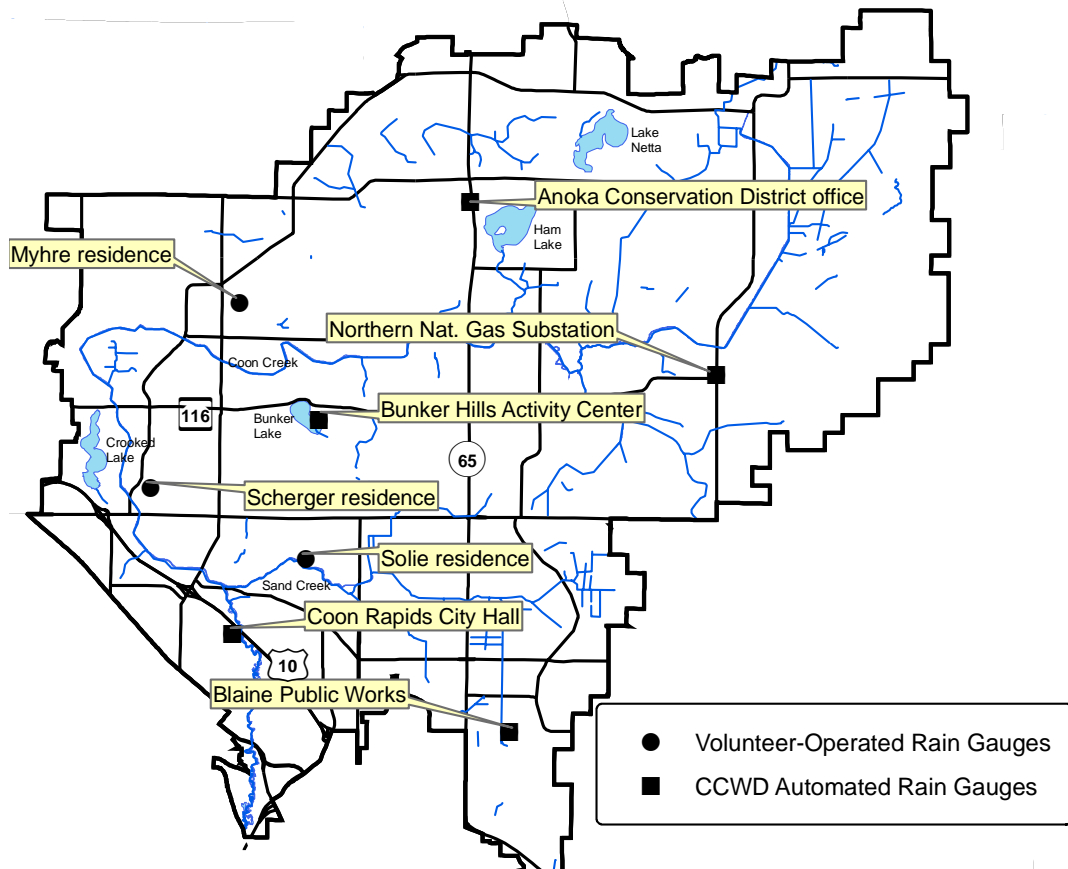 Lake
Netta
Anoka Conservation District office
Ham
Lake
Myhre residence
Northern Nat. Gas Substation
Coon Creek
Bunker Hills Activity Center
116
Bunker
Lake
Crooked
Lake
65
Scherger residence
Solie residence
Sand Creek
Coon Rapids City Hall
10
Blaine Public Works
Volunteer-Operated Rain Gauges
CCWD Automated Rain Gauges